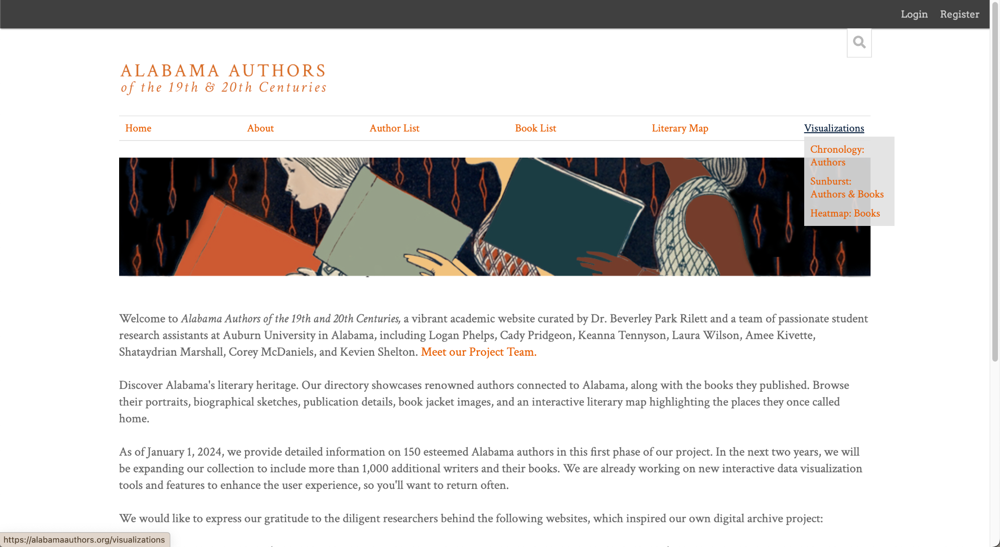 Login Register
ALABAMA AUTHORS
of the 19th & 20th Centuries
Home About Author List Book List Literary Map Visualizations
Chronology:
Authors
Sunburst:
Authors & Books
Heatmap: Books
Welcome to Alabama Authors of the 19th and 20th Centuries, a vibrant academic website curated by Dr. Beverley Park Rilett and a team of passionate student
research assistants at Auburn University in Alabama, including Logan Phelps, Cady Pridgeon, Keanna Tennyson, Laura Wilson, Amee Kivette,
Shataydrian Marshall, Corey McDaniels, and Kevien Shelton. Meet our Project Team.
Discover Alabama's literary heritage. Our directory showcases renowned authors connected to Alabama, along with the books they published. Browse
their portraits, biographical sketches, publication details, book jacket images, and an interactive literary map highlighting the places they once called
home.
As of January 1, 2024, we provide detailed information on 150 esteemed Alabama authors in this first phase of our project. In the next two years, we will
be expanding our collection to include more than 1,000 additional writers and their books. We are already working on new interactive data visualization
tools and features to enhance the user experience, so you'll want to return often.
We would like to express our gratitude to the diligent researchers behind the following websites, which inspired our own digital archive project:
https://alabamaauthors.org/visualizations